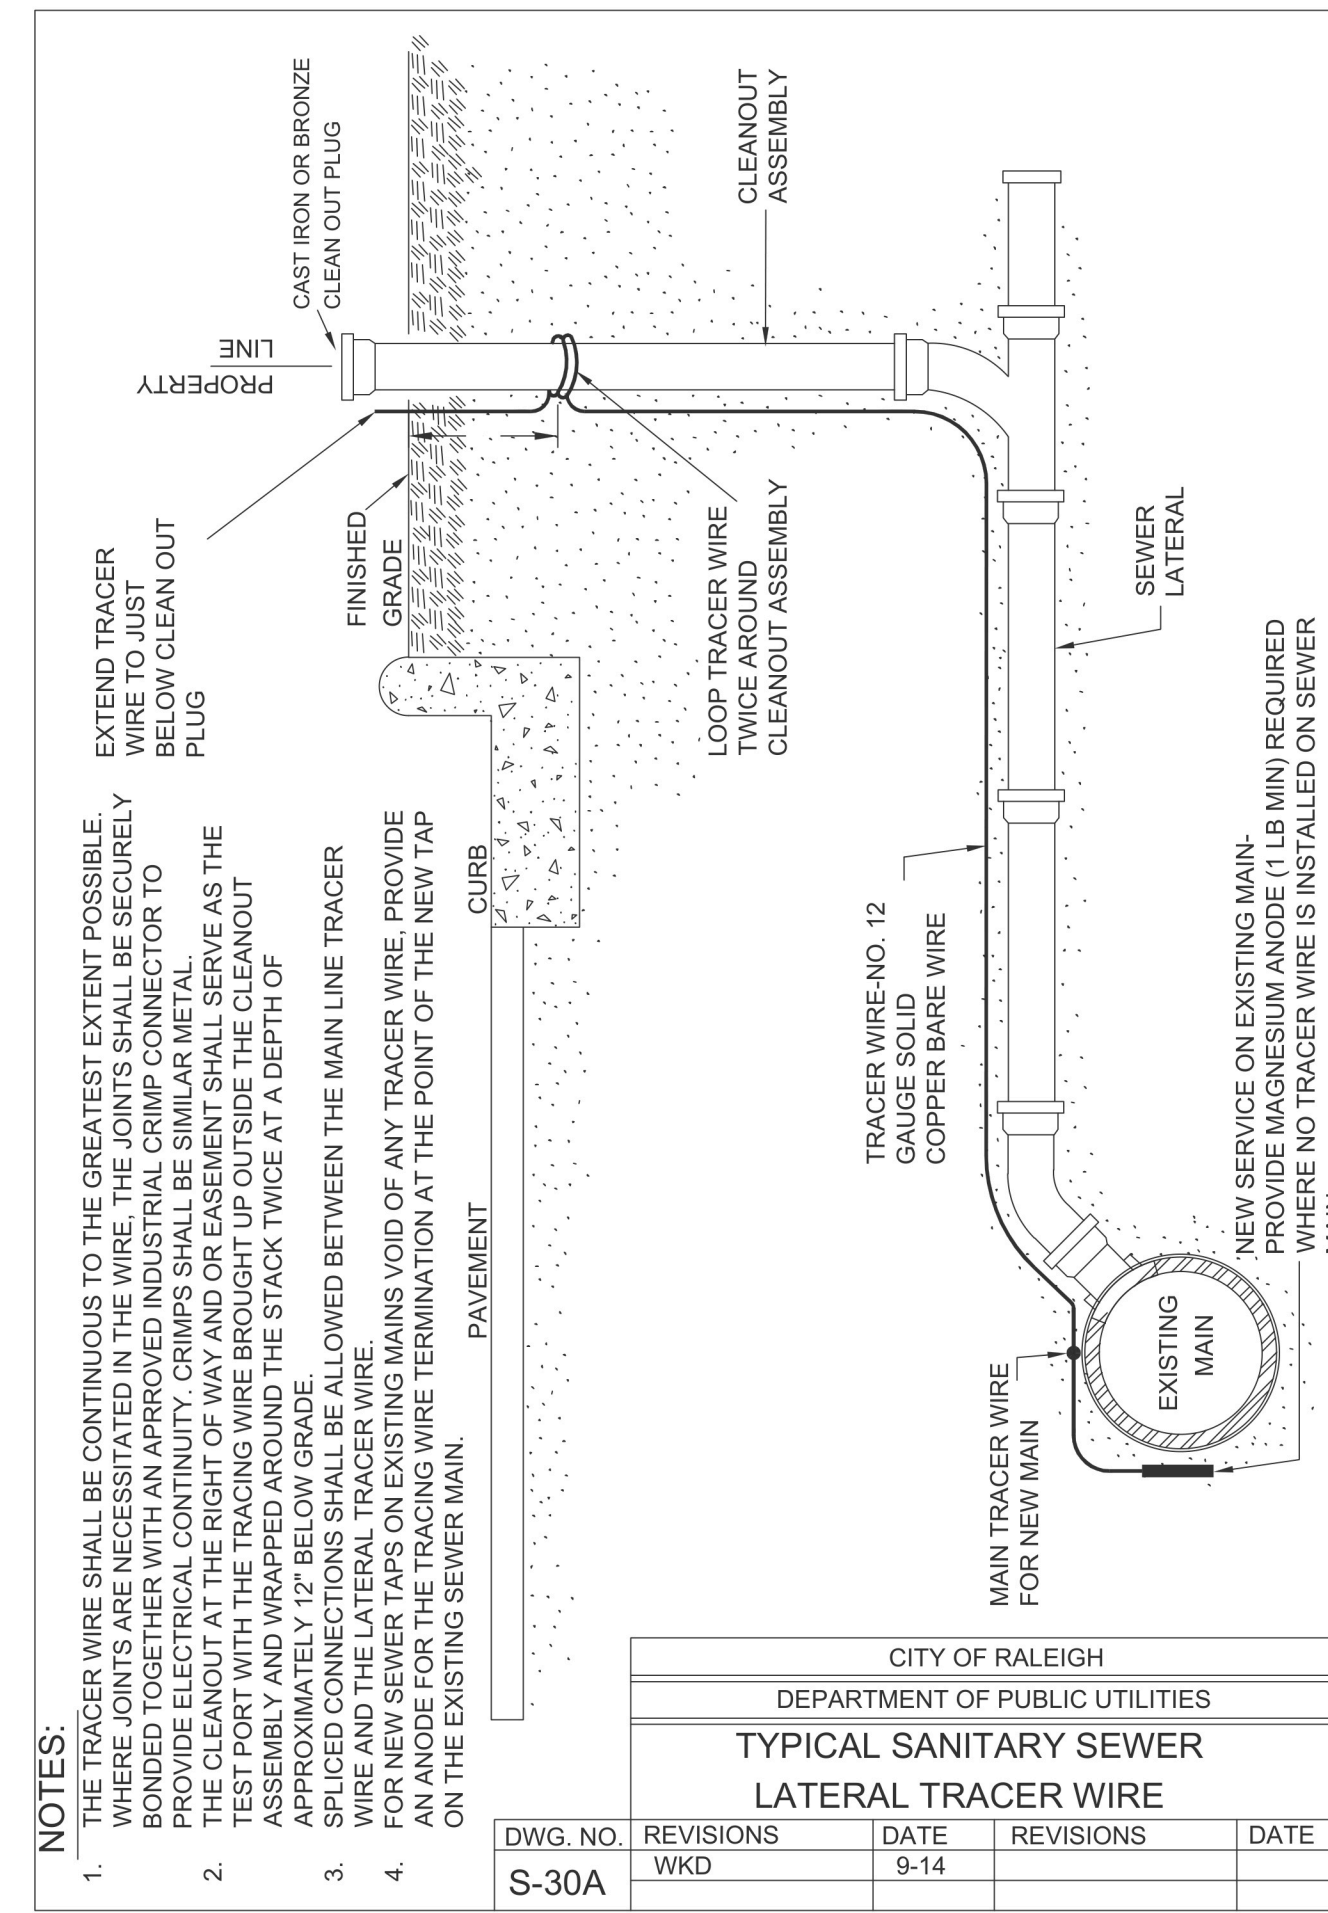 NOTES:
1. THE TRACER WIRE SHALL BE CONTINUOUS TO THE GREATEST EXTENT POSSIBLE.
WHERE JOINTS ARE NECESSITATED IN THE WIRE, THE JOINTS SHALL BE SECURELY
BONDED TOGETHER WITH AN APRROVED INDUSTRIAL CRIMP CONNECTOR TO
PROVIDE ELECTRICAL CONTINUITY. CRIMPS SHALL BE SIMILAR METAL.
2. THE CLEANOUT AT THE RIGHT OF WAY AND OR EASEMENT SHALL SERVE AS THE
TEST PORT WITH THE TRACING WIRE BROUGHT UP OUTSIDE THE CLEANOUT
ASSEMBLY AND WRAPPED AROUND THE STACK TWICE AT A DEPTH OF
APPROXIMATELY 12" BELOW GRADE.
3. SPLICED CONNECTIONS SHALL BE ALLOWED BETWEEN THE MAIN LINE TRACER
WIRE AND THE LATERAL TRACER WIRE.
4. FOR NEW SEWER TAPS ON EXISTING MAINS VOID OF ANY TRACER WIRE, PROVIDE
AN ANODE FOR THE TRACING WIRE TERMINATION AT THE POINT OF THE NEW TAP
ON THE EXISTING SEWER MAIN.
EXTEND TRACER
WIRE TO JUST
BELOW CLEAN OUT
PLUG
PROPERTY
LINE
CAST IRON OR BRONZE
CLEAN OUT PLUG
FINISHED
GRADE
CURB
PAVEMENT
LOOP TRACER WIRE
TWICE AROUND
CLEANOUT ASSEMBLY
CLEANOUT
ASSEMBLY
TRACER WIRE-NO. 12
GAUGE SOLID
COPPER BARE WIRE
SEWER
LATERAL
MAIN TRACER WIRE
FOR NEW MAIN
EXISTING
MAIN
NEW SERVICE ON EXISTING MAIN-
PROVIDE MAGNESIUM ANODE (1 LB MIN) REQUIRED
WHERE NO TRACER WIRE IS INSTALLED ON SEWER
CITY OF RALEIGH
DEPARTMENT OF PUBLIC UTILITIES
TYPICAL SANITARY SEWER
LATERAL TRACER WIRE
DWG. NO. REVISIONS DATE REVISIONS DATE
S-30A WKD 9-14